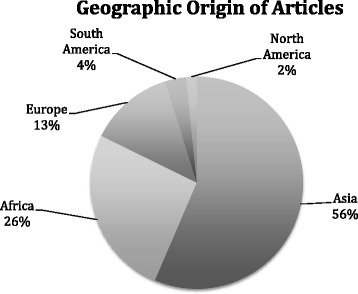 Geographic Origin of Articles
South
America
4%
North
America
2%
Europe
13%
Africa
26%
Asia
56%